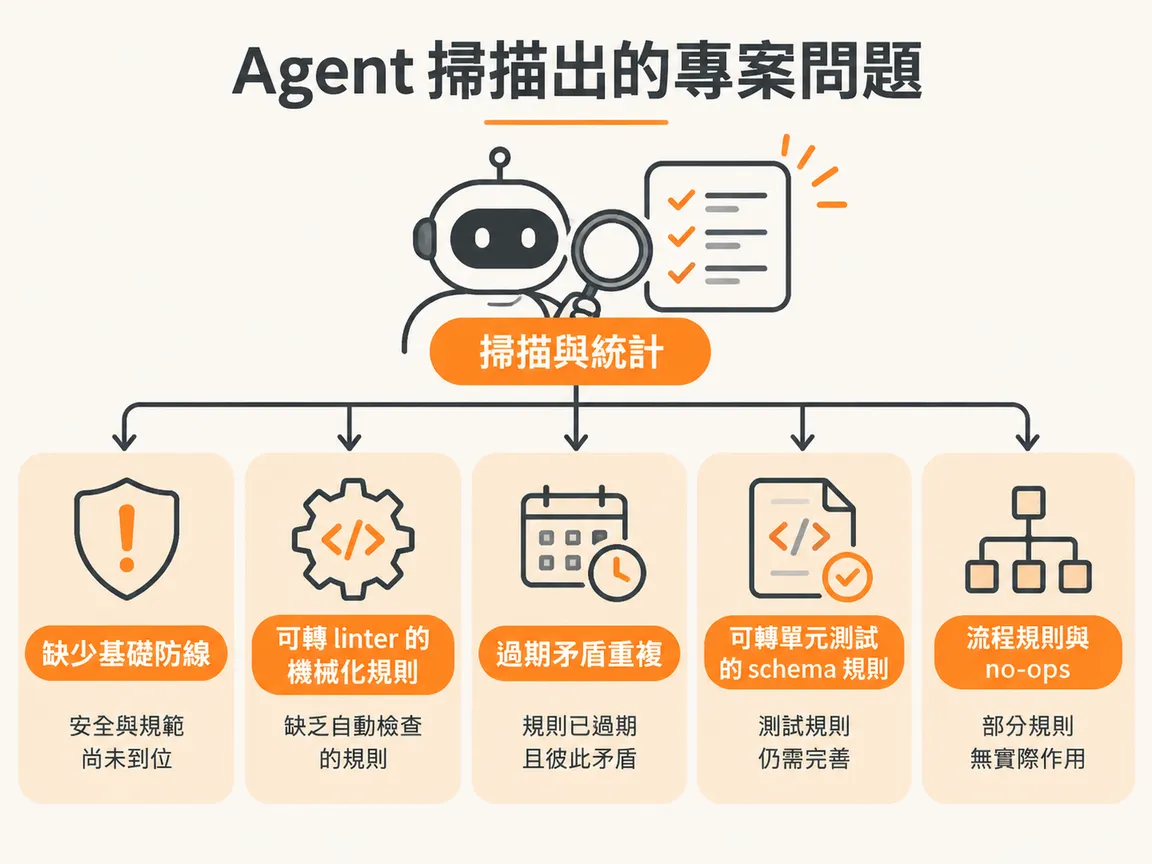 Agent 掃描出的專案問題
掃描與統計
缺少基礎防線
安全與規範
尚未到位
可轉 linter 的
機械化規則
缺乏自動檢查
的規則
過期矛盾重複
規則已過期
且彼此矛盾
可轉單元測試
的 schema 規則
測試規則
仍需完善
流程規則與
no-ops
部分規則
無實際作用